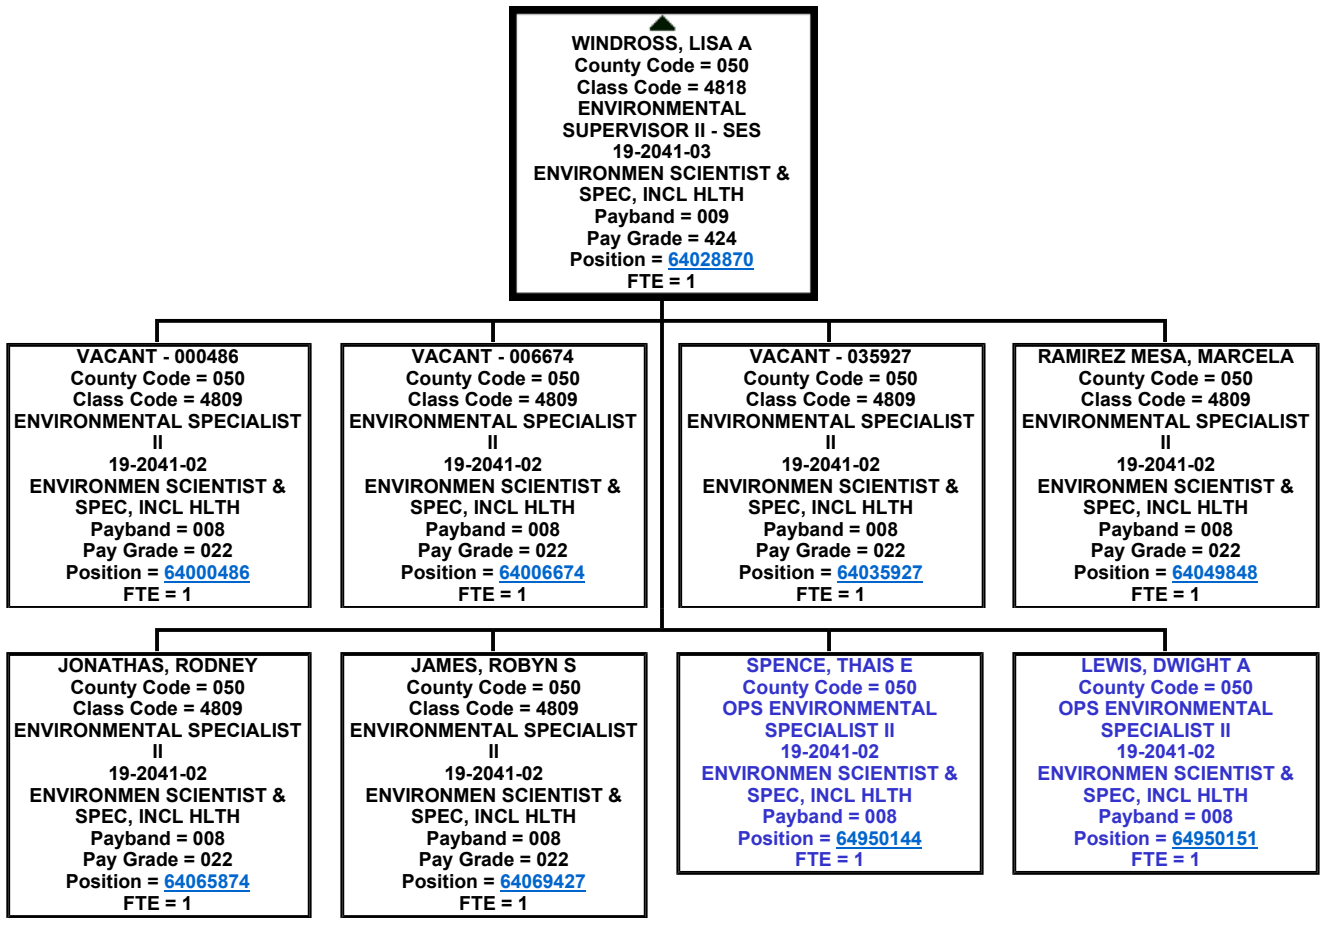 WINDROSS, LISA A
County Code = 050
Class Code = 4818
ENVIRONMENTAL
SUPERVISOR II - SES
19-2041-03
ENVIRONMEN SCIENTIST &
SPEC, INCL HLTH
Payband = 009
Pay Grade = 424
Position = 64028870
FTE = 1
VACANT - 000486
County Code = 050
Class Code = 4809
ENVIRONMENTAL SPECIALIST
II
19-2041-02
ENVIRONMEN SCIENTIST &
SPEC, INCL HLTH
Payband = 008
Pay Grade = 022
Position = 64000486
FTE = 1
VACANT - 006674
County Code = 050
Class Code = 4809
ENVIRONMENTAL SPECIALIST
II
19-2041-02
ENVIRONMEN SCIENTIST &
SPEC, INCL HLTH
Payband = 008
Pay Grade = 022
Position = 64006674
FTE = 1
VACANT - 035927
County Code = 050
Class Code = 4809
ENVIRONMENTAL SPECIALIST
II
19-2041-02
ENVIRONMEN SCIENTIST &
SPEC, INCL HLTH
Payband = 008
Pay Grade = 022
Position = 64035927
FTE = 1
RAMIREZ MESA, MARCELA
County Code = 050
Class Code = 4809
ENVIRONMENTAL SPECIALIST
II
19-2041-02
ENVIRONMEN SCIENTIST &
SPEC, INCL HLTH
Payband = 008
Pay Grade = 022
Position = 64049848
FTE = 1
JONATHAS, RODNEY
County Code = 050
Class Code = 4809
ENVIRONMENTAL SPECIALIST
II
19-2041-02
ENVIRONMEN SCIENTIST &
SPEC, INCL HLTH
Payband = 008
Pay Grade = 022
Position = 64065874
FTE = 1
JAMES, ROBYN S
County Code = 050
Class Code = 4809
ENVIRONMENTAL SPECIALIST
II
19-2041-02
ENVIRONMEN SCIENTIST &
SPEC, INCL HLTH
Payband = 008
Pay Grade = 022
Position = 64069427
FTE = 1
SPENCE, THAIS E
County Code = 050
OPS ENVIRONMENTAL
SPECIALIST II
19-2041-02
ENVIRONMEN SCIENTIST &
SPEC, INCL HLTH
Payband = 008
Position = 64950144
FTE = 1
LEWIS, DWIGHT A
County Code = 050
OPS ENVIRONMENTAL
SPECIALIST II
19-2041-02
ENVIRONMEN SCIENTIST &
SPEC, INCL HLTH
Payband = 008
Position = 64950151
FTE = 1